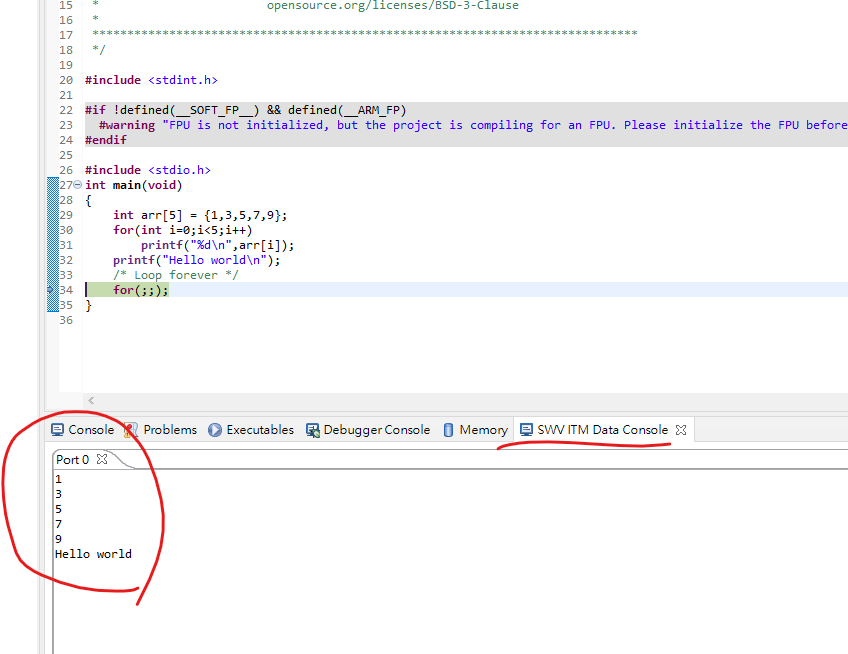 15 * opensource.org/licenses/BSD-3-Clause
16 *
17 ******************************************************************************
18 */
19
20 #include <stdint.h>
21
22 #if !defined(__SOFT_FP__) && defined(__ARM_FP)
23 #warning "FPU is not initialized, but the project is compiling for an FPU. Please initialize the FPU before
24 #endif
25
26 #include <stdio.h>
27 int main(void)
28 {
29 int arr[5] = {1,3,5,7,9};
30 for(int i=0;i<5;i++)
31 printf("%d\n",arr[i]);
32 printf("Hello world\n");
33 /* Loop forever */
34 for(;;);
35 }
36
Console Problems Executables Debugger Console Memory SWV ITM Data Console
Port 0
1
3
5
7
9
Hello world